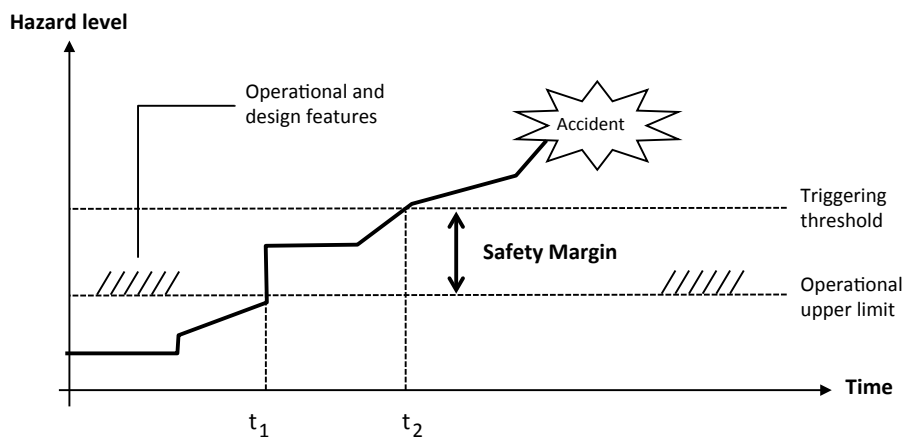 Hazard level
Operational and
design features
Accident
Triggering
threshold
Safety Margin
Operational
upper limit
Time
t₁
t₂